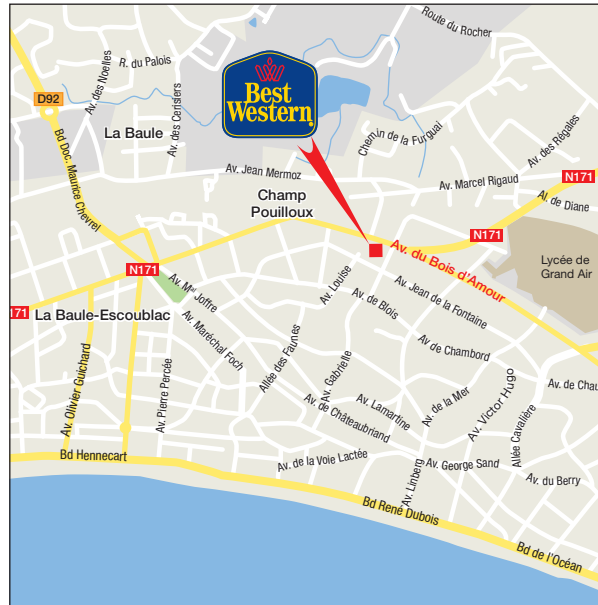 Route du Rocher
R. du Palois
Av. des Noelles
D92
Av. des Cerisiers
Best
Western
La Baule
Chemin de la Furguai
Av. des Régales
Av. Jean Mermoz
Av. Marcel Rigaud
N171
Al. de Diane
Bd Doc. Maurice Chevrel
Champ
Pouilloux
N171
Av. du Bois d'Amour
Lycée de
Grand Air
N171
Av. Mal Joffre
Av. Louise
Av. Jean de la Fontaine
Av. de Blois
171
La Baule-Escoublac
Av. Maréchal Foch
Av de Chambord
Allée des Faunes
Av. Gabrielle
Av. Olivier Guichard
Av. Pierre Percée
Av. Lamartine
Av. de la Mer
Av. Victor Hugo
Av. de Chau
Allée Cavalière
Av. de Châteaubriand
Bd Hennecart
Av. de la Voie Lactée
Av. Linberg
Av. George Sand
Av. du Berry
Bd René Dubois
Bd de l'Océan